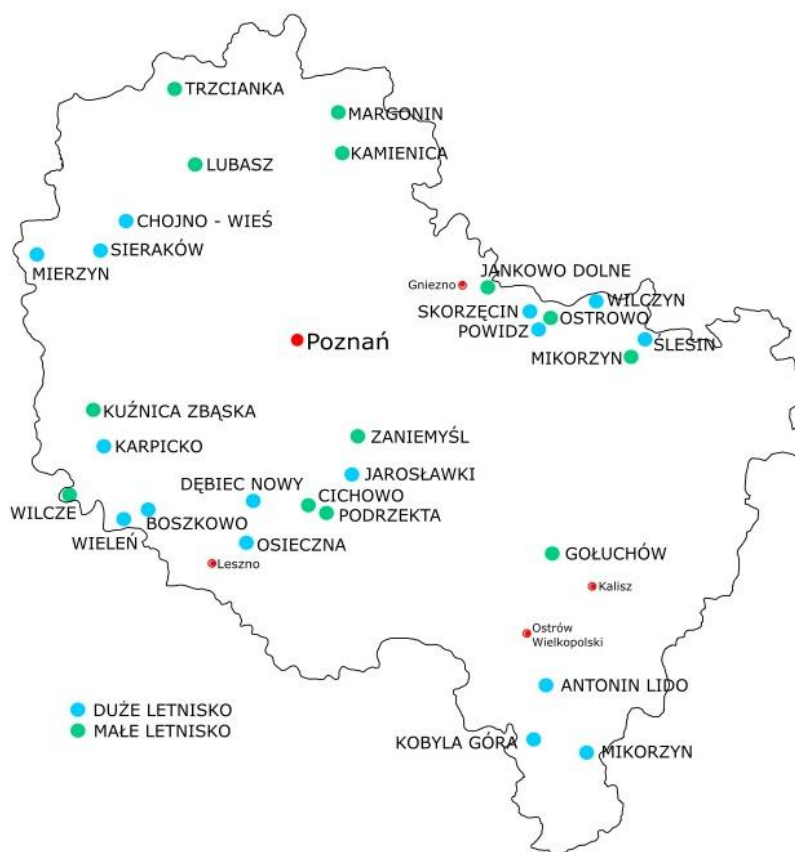 TRZCIANKA
MARGONIN
KAMIENICA
LUBASZ
CHOJNO - WIEŚ
SIERAKÓW
MIERZYN
JANKOWO DOLNE
Gniezno
WILCZYN
SKORZĘCIN
OSTROWO
POWIDZ
ŚLESIN
Poznań
MIKORZYN
KUŹNICA ZBĄSKA
ZANIEMYŚL
KARPICKO
JAROSŁAWKI
DĘBIEC NOWY
CICHOWO
WILCZE
PODRZEKTA
BOSZKOWO
WIELEŃ
OSIECZNA
GOŁUCHÓW
Leszno
Kalisz
Ostrów
Wielkopolski
ANTONIN LIDO
DUŻE LETNISKO
MAŁE LETNISKO
KOBYLA GÓRA
MIKORZYN